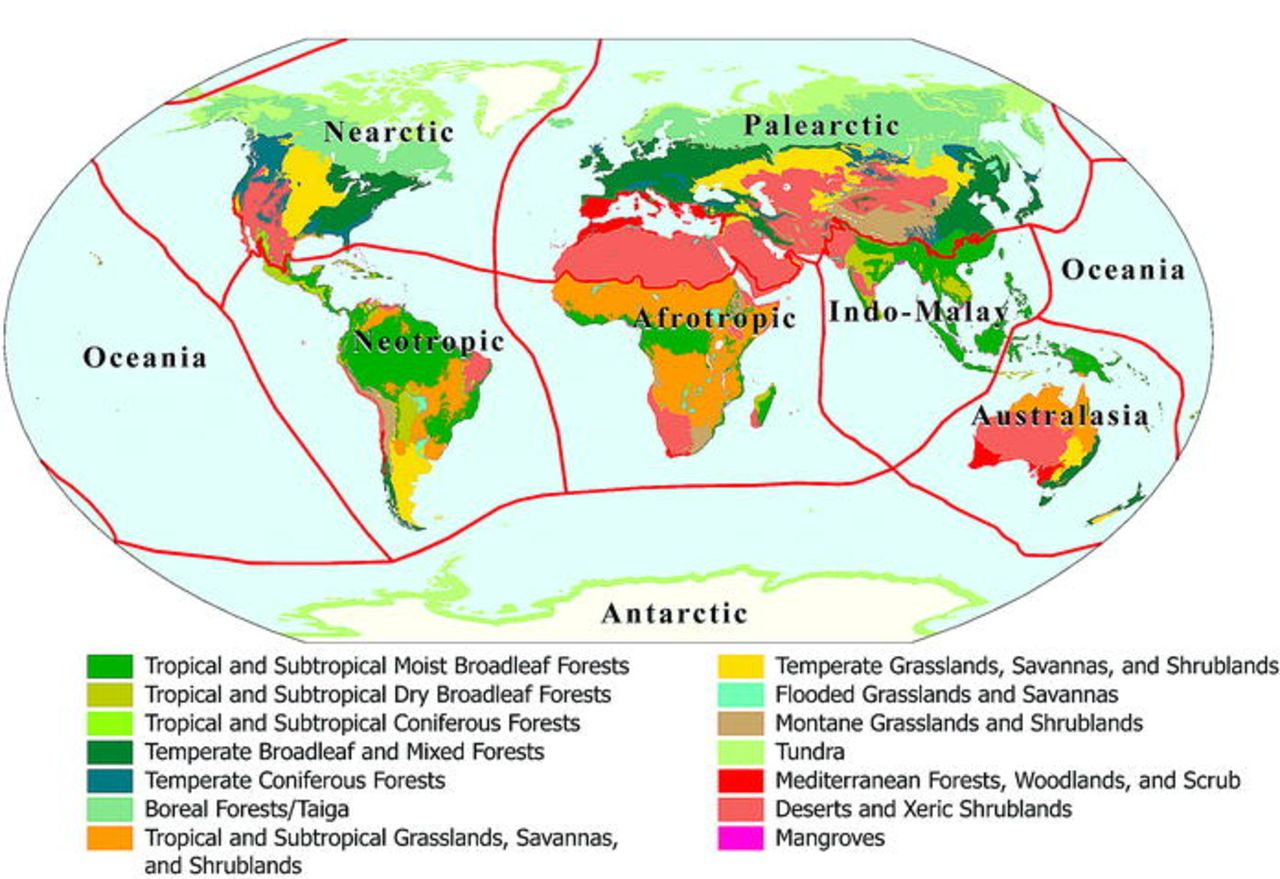 Nearctic
Palearctic
Oceania
Indo-Malay
Afrotropic
Neotropic
Oceania
Australasia
Antarctic
Tropical and Subtropical Moist Broadleaf Forests
Tropical and Subtropical Dry Broadleaf Forests
Tropical and Subtropical Coniferous Forests
Temperate Broadleaf and Mixed Forests
Temperate Coniferous Forests
Boreal Forests/Taiga
Tropical and Subtropical Grasslands, Savannas,
and Shrublands
Temperate Grasslands, Savannas, and Shrublands
Flooded Grasslands and Savannas
Montane Grasslands and Shrublands
Tundra
Mediterranean Forests, Woodlands, and Scrub
Deserts and Xeric Shrublands
Mangroves